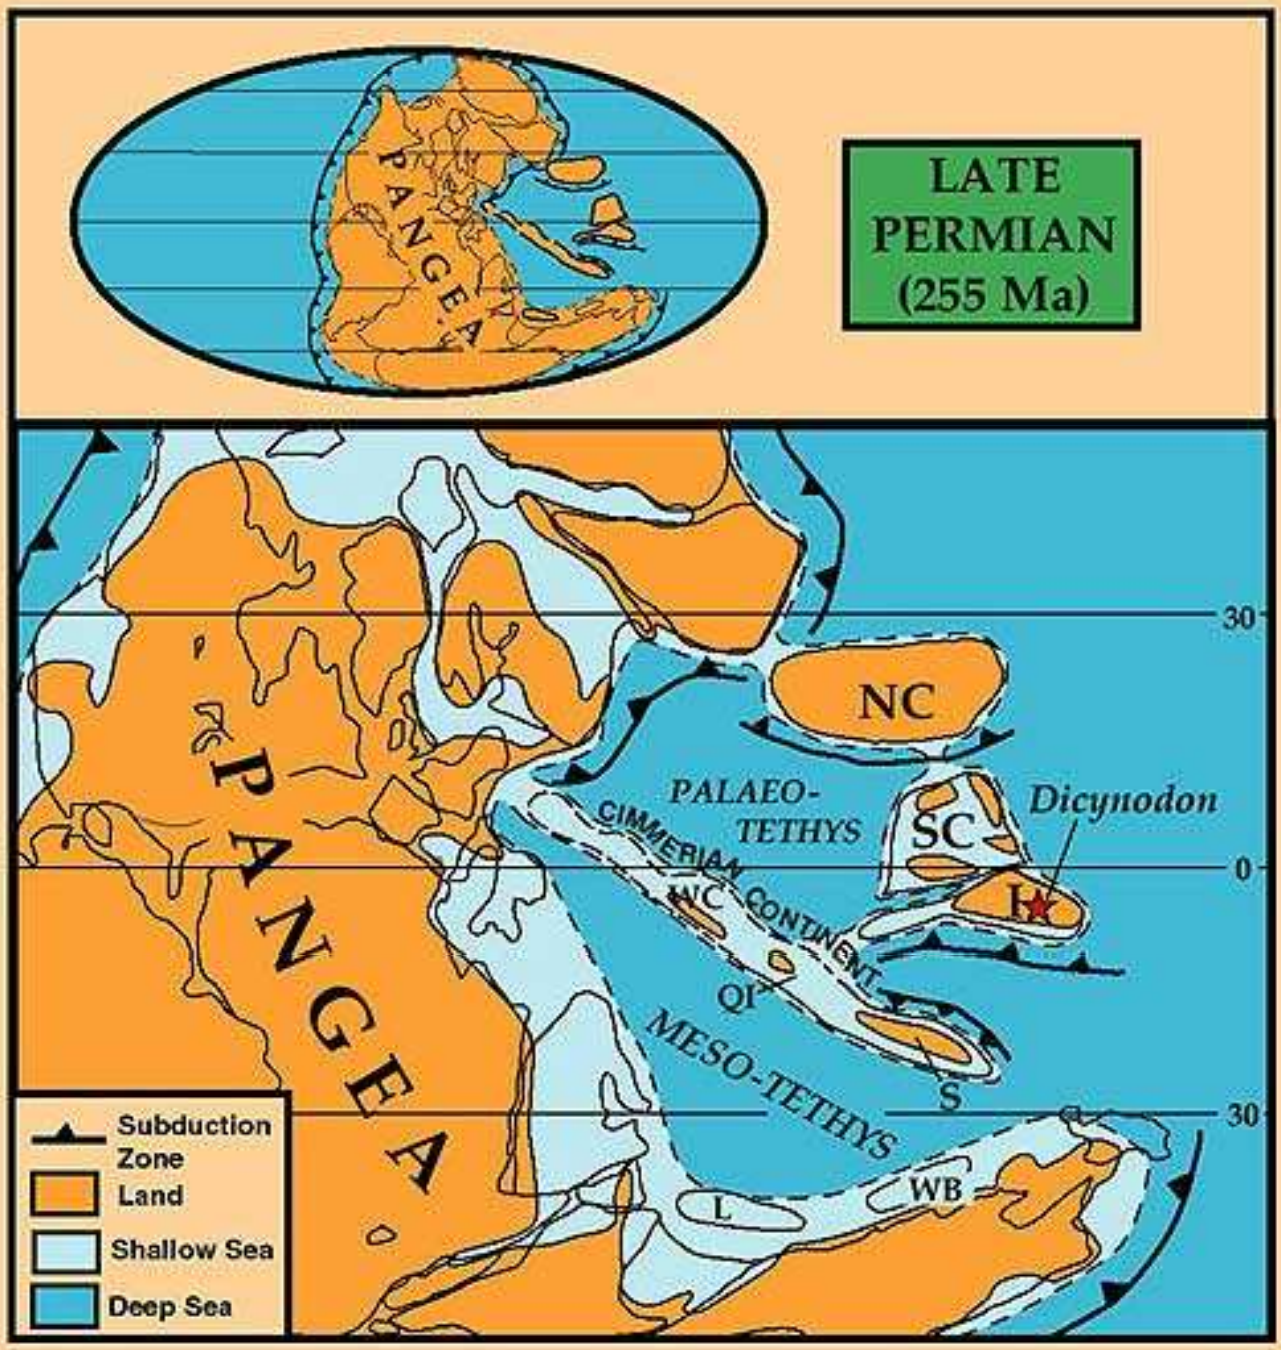 LATE
PERMIAN
(255 Ma)
PANGEA
30
NC
PALAEO-
TETHYS
Dicynodon
SC
CIMMERIAN CONTINENT
0
WC
I
QI
MESO-TETHYS
S
30
PANGEA
L
WB
Subduction
Zone
Land
Shallow Sea
Deep Sea